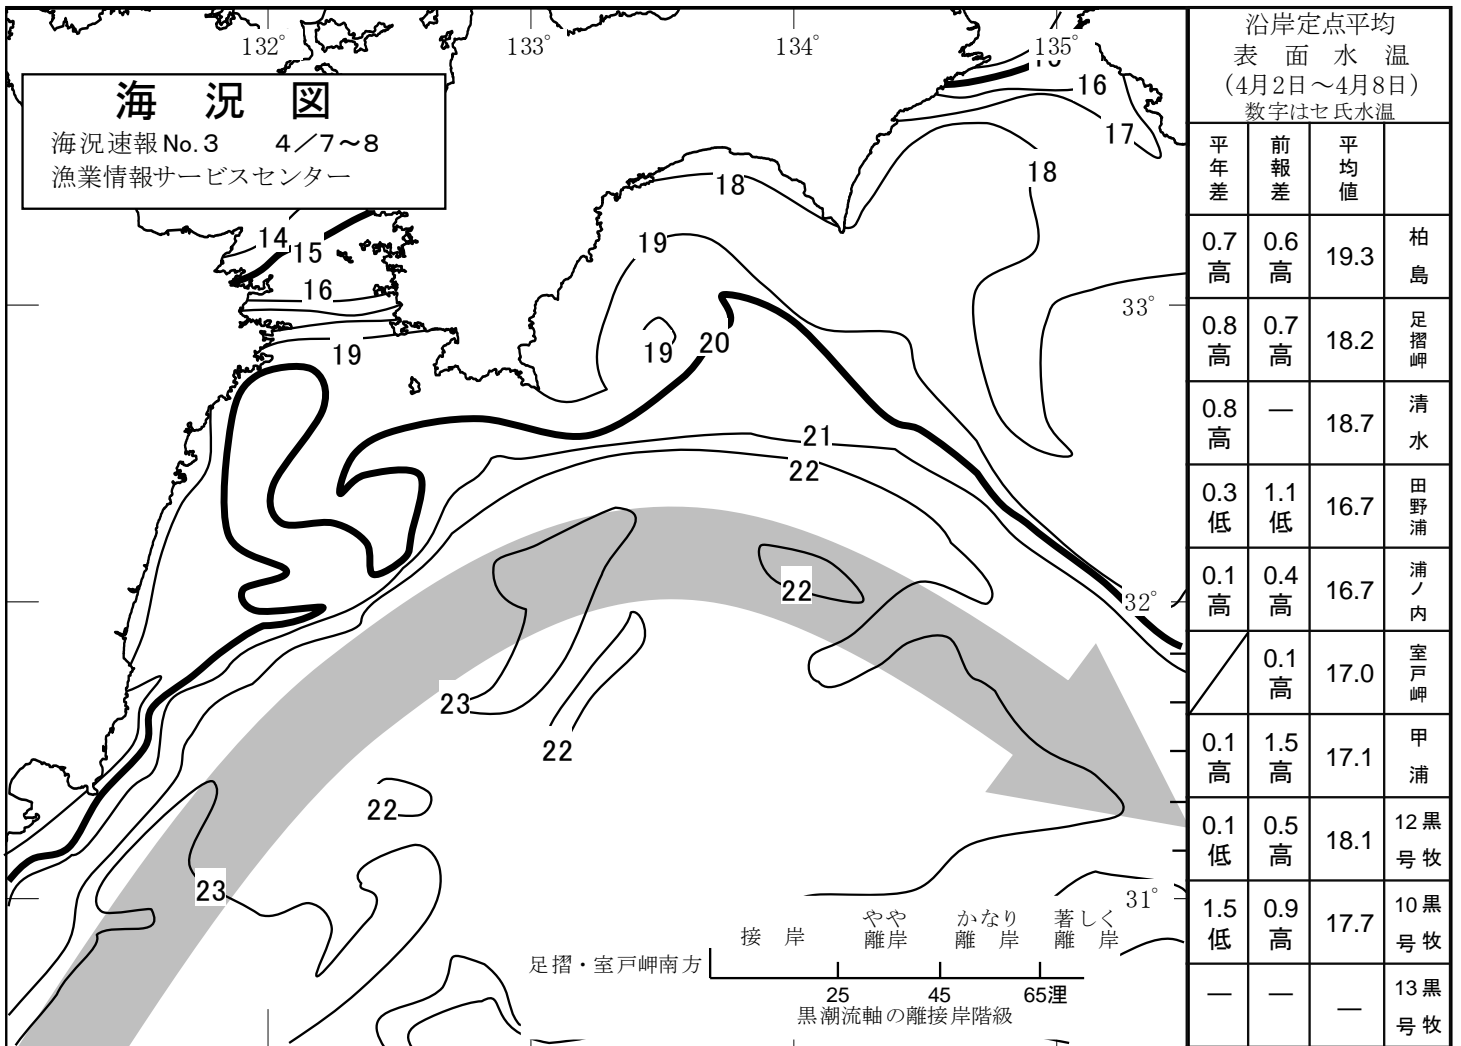 海 況 図
海況速報 No.3 4/7～8
漁業情報サービスセンター
132°
133°
134°
135°
16
17
18
18
14
15
16
19
19
19
20
33°
21
22
22
32°
23
22
22
23
31°
接 岸
やや
離岸
かなり
離 岸
著しく
離 岸
足摺・室戸岬南方
25 45 65浬
黒潮流軸の離接岸階級
沿岸定点平均
表 面 水 温
(4月2日～4月8日)
数字はセ氏水温
平年差 前報差 平均値
0.7高 0.6高 19.3 柏島
0.8高 0.7高 18.2 足摺岬
0.8高 ― 18.7 清水
0.3低 1.1低 16.7 田野浦
0.1高 0.4高 16.7 浦ノ内
0.1高 17.0 室戸岬
0.1高 1.5高 17.1 甲浦
0.1低 0.5高 18.1 黒牧12号
1.5低 0.9高 17.7 黒牧10号
― ― ― 黒牧13号